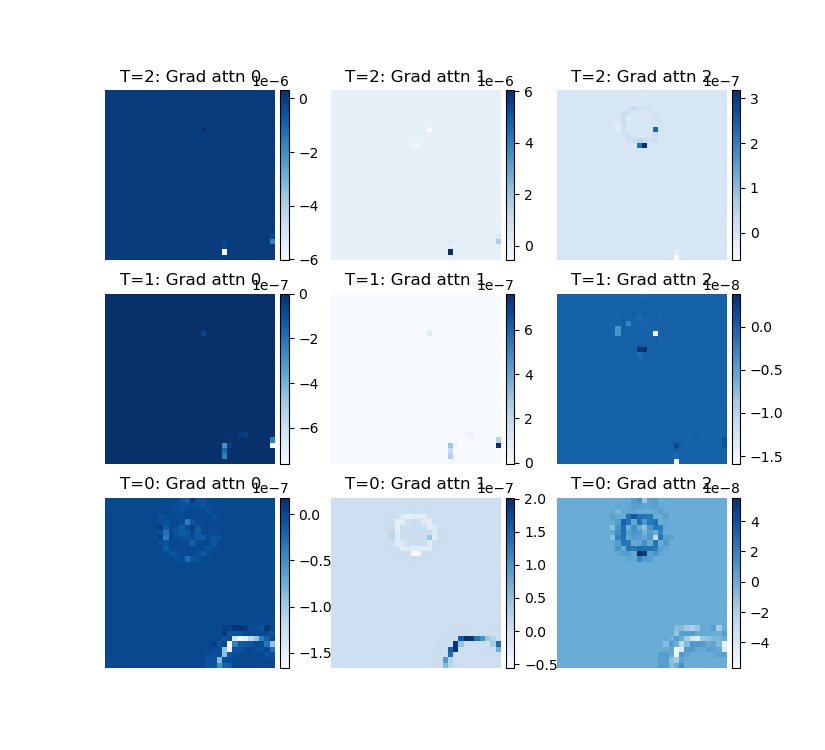 T=2: Grad attn 0
1e−6
0
−2
−4
−6
T=2: Grad attn 1
1e−6
6
4
2
0
T=2: Grad attn 2
1e−7
3
2
1
0
T=1: Grad attn 0
1e−7
0
−2
−4
−6
T=1: Grad attn 1
1e−7
6
4
2
0
T=1: Grad attn 2
1e−8
0.0
−0.5
−1.0
−1.5
T=0: Grad attn 0
1e−7
0.0
−0.5
−1.0
−1.5
T=0: Grad attn 1
1e−7
2.0
1.5
1.0
0.5
0.0
−0.5
T=0: Grad attn 2
1e−8
4
2
0
−2
−4